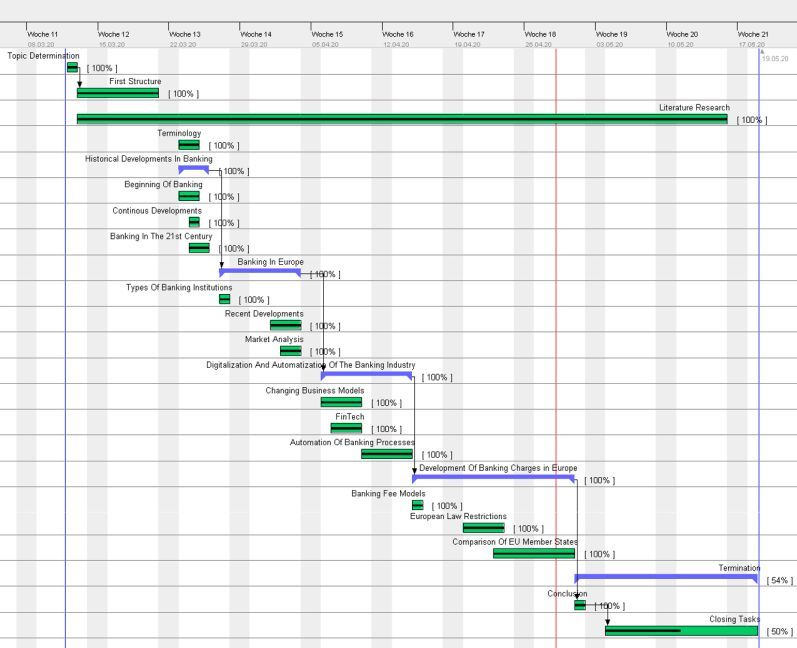 Woche 11 Woche 12 Woche 13 Woche 14 Woche 15 Woche 16 Woche 17 Woche 18 Woche 19 Woche 20 Woche 21
08.03.20 15.03.20 22.03.20 29.03.20 05.04.20 12.04.20 19.04.20 26.04.20 03.05.20 10.05.20 17.05.20
19.05.20
Topic Determination
[ 100% ]
First Structure
[ 100% ]
Literature Research
[ 100% ]
Terminology
[ 100% ]
Historical Developments In Banking
[ 100% ]
Beginning Of Banking
[ 100% ]
Continous Developments
[ 100% ]
Banking In The 21st Century
[ 100% ]
Banking In Europe
[ 100% ]
Types Of Banking Institutions
[ 100% ]
Recent Developments
[ 100% ]
Market Analysis
[ 100% ]
Digitalization And Automatization Of The Banking Industry
[ 100% ]
Changing Business Models
[ 100% ]
FinTech
[ 100% ]
Automation Of Banking Processes
[ 100% ]
Development Of Banking Charges in Europe
[ 100% ]
Banking Fee Models
[ 100% ]
European Law Restrictions
[ 100% ]
Comparison Of EU Member States
[ 100% ]
Termination
[ 54% ]
Conclusion
[ 100% ]
Closing Tasks
[ 50% ]